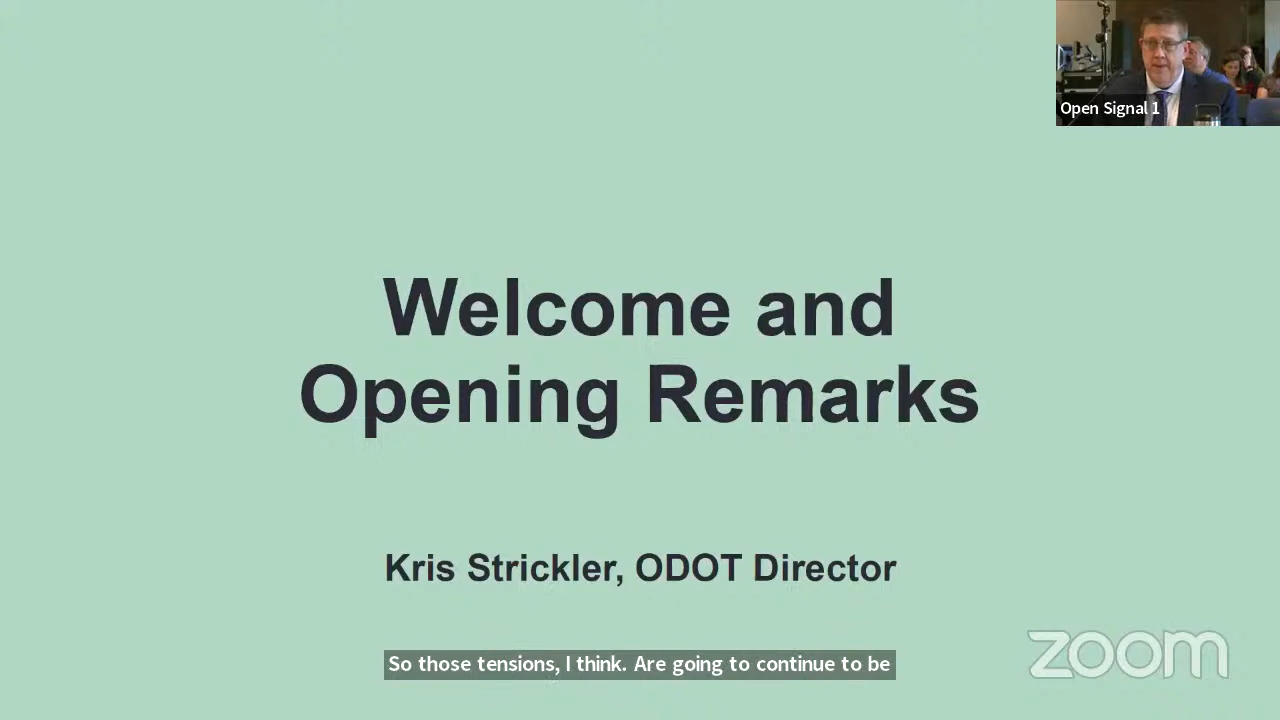 Open Signal 1
Welcome and
Opening Remarks
Kris Strickler, ODOT Director
So those tensions, I think. Are going to continue to be
zoom